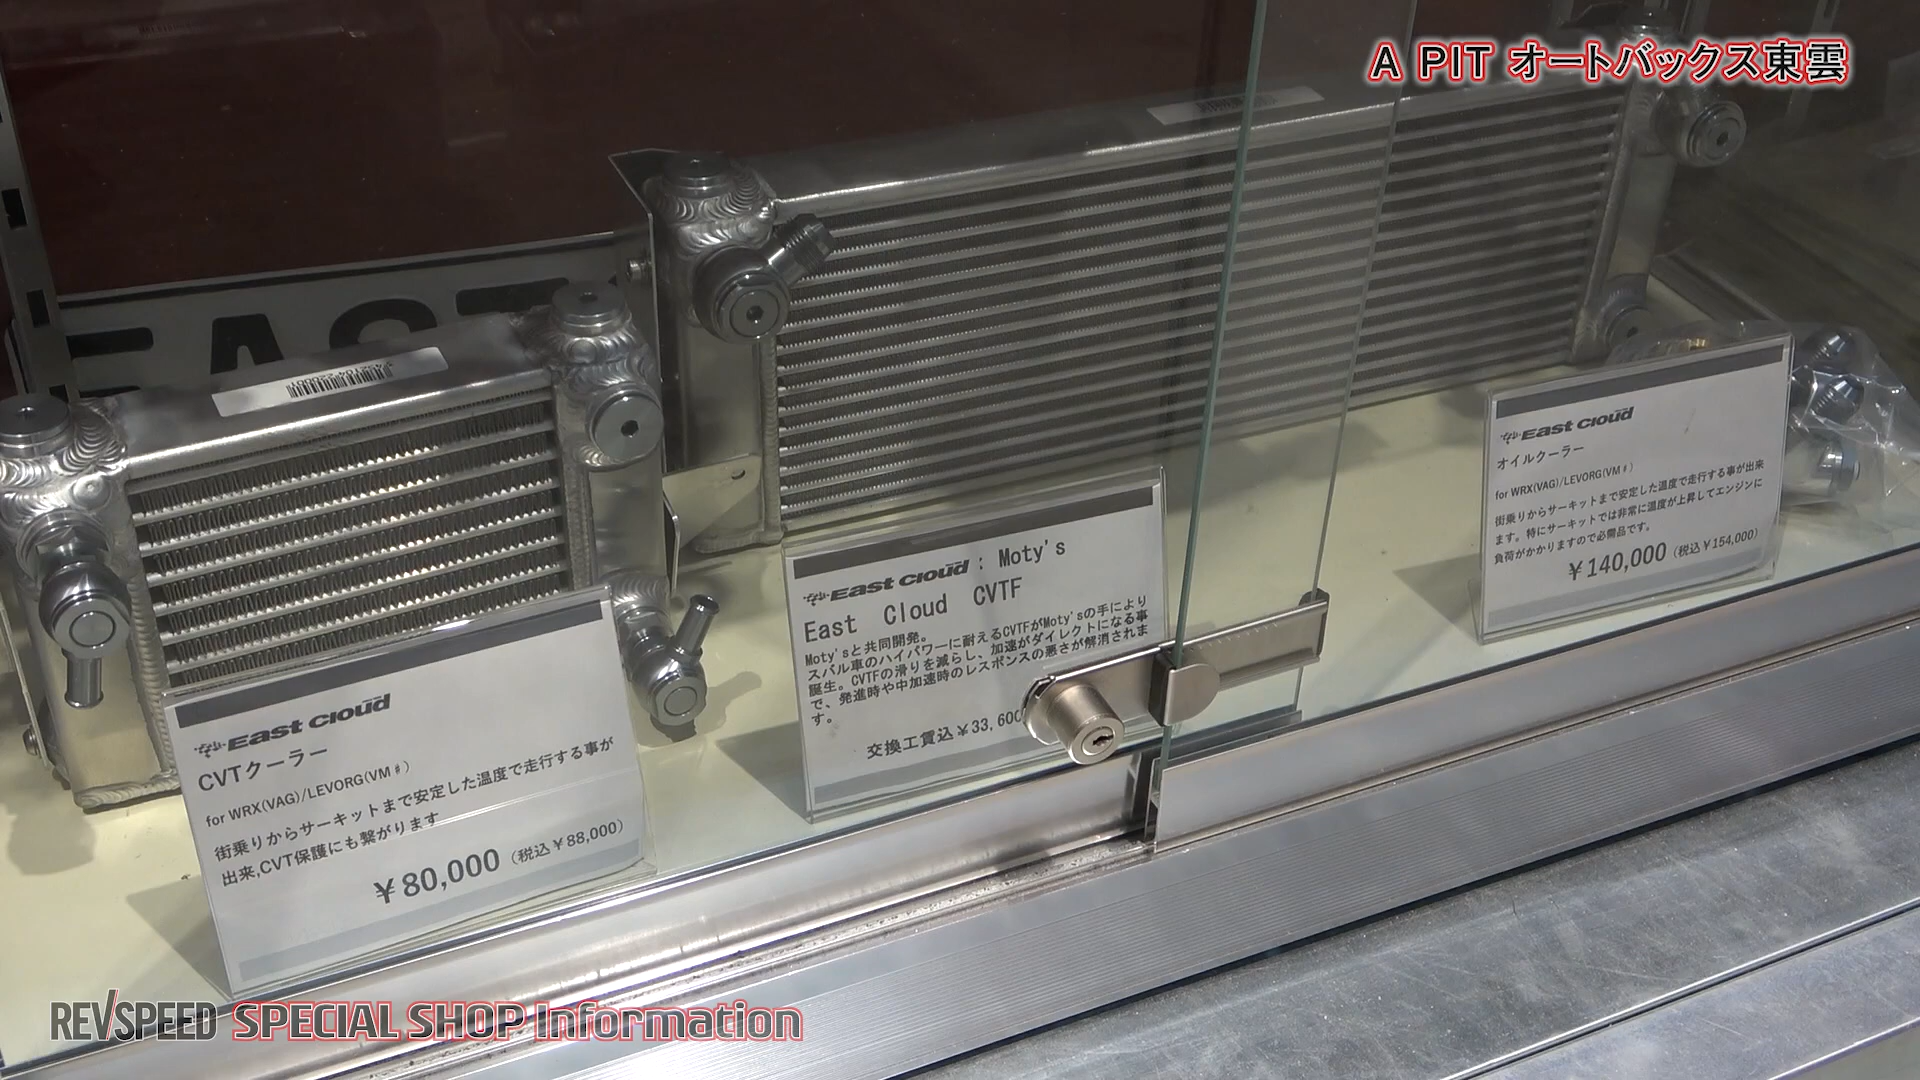 A PIT オートバックス東雲
EAST
East Cloud
CVTクーラー
for WRX(VAG)/LEVORG(VM♯)
街乗りからサーキットまで安定した温度で走行する事が
出来,CVT保護にも繋がります
￥80,000（税込￥88,000）
East Cloud : Moty's
East Cloud CVTF
Moty'sと共同開発。
スバル車のハイパワーに耐えるCVTFがMoty'sの手により
誕生。CVTFの滑りを減らし、加速がダイレクトになる事
で、発進時や中加速時のレスポンスの悪さが解消されま
す。
交換工賃込￥33,600
East Cloud
オイルクーラー
for WRX(VAG)/LEVORG(VM♯)
街乗りからサーキットまで安定した温度で走行する事が出来
ます。特にサーキットでは非常に温度が上昇してエンジンに
負荷がかかりますので必需品です。
￥140,000（税込￥154,000）
REVSPEED SPECIAL SHOP Information